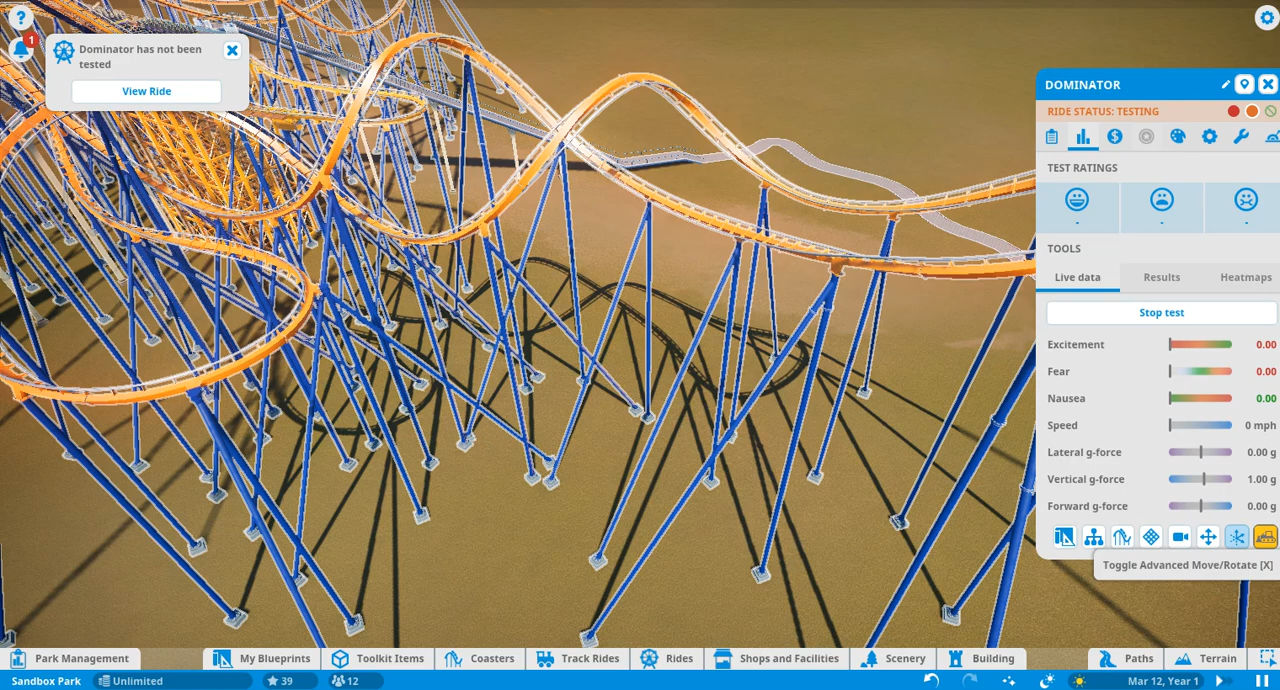 ?
1
Dominator has not been
tested
View Ride
DOMINATOR
RIDE STATUS: TESTING
TEST RATINGS
- - -
TOOLS
Live data Results Heatmaps
Stop test
Excitement 0.00
Fear 0.00
Nausea 0.00
Speed 0 mph
Lateral g-force 0.00 g
Vertical g-force 1.00 g
Forward g-force 0.00 g
Toggle Advanced Move/Rotate [X]
Park Management My Blueprints Toolkit Items Coasters Track Rides Rides Shops and Facilities Scenery Building Paths Terrain
Sandbox Park Unlimited 39 12 Mar 12, Year 1